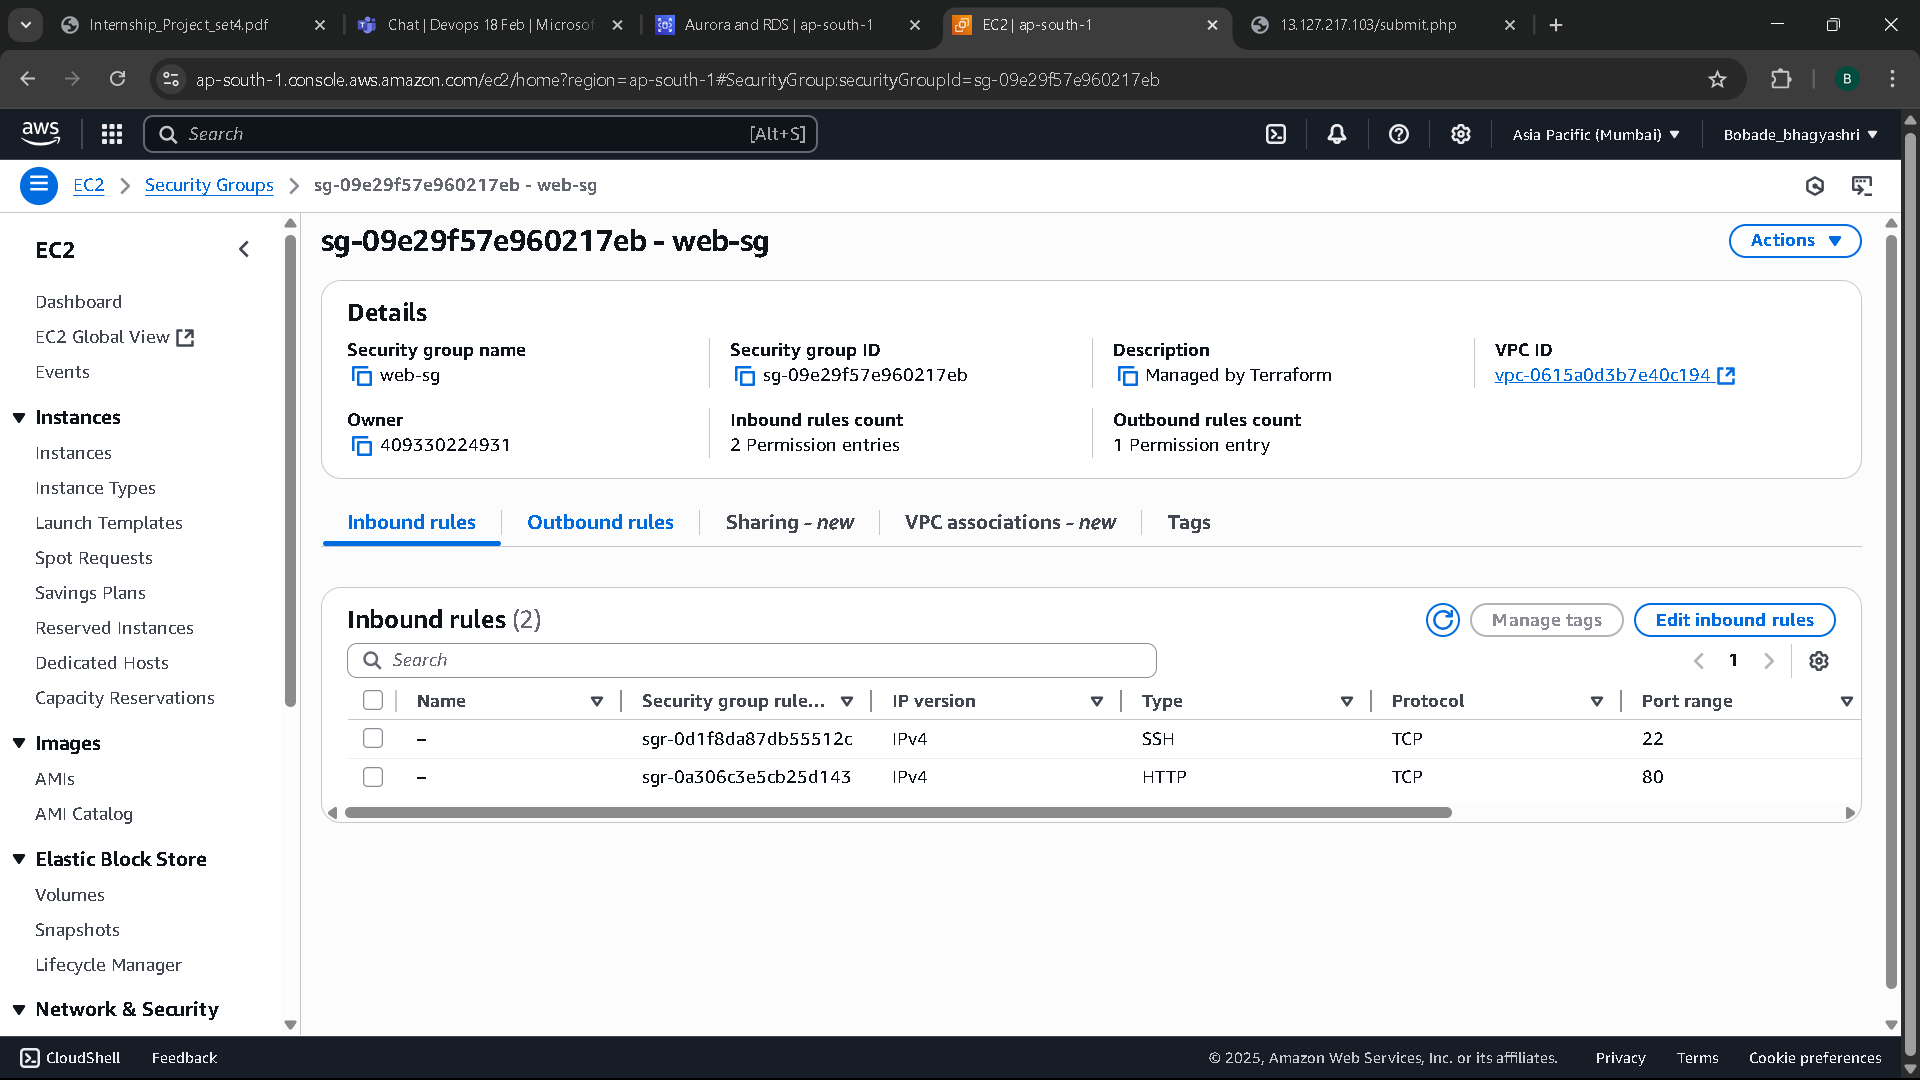 Internship_Project_set4.pdf
Chat | Devops 18 Feb | Microsof
Aurora and RDS | ap-south-1
EC2 | ap-south-1
13.127.217.103/submit.php
ap-south-1.console.aws.amazon.com/ec2/home?region=ap-south-1#SecurityGroup:securityGroupId=sg-09e29f57e960217eb
B
aws
Search
[Alt+S]
Asia Pacific (Mumbai)
Bobade_bhagyashri
EC2
Security Groups
sg-09e29f57e960217eb - web-sg
EC2
Dashboard
EC2 Global View
Events
Instances
Instances
Instance Types
Launch Templates
Spot Requests
Savings Plans
Reserved Instances
Dedicated Hosts
Capacity Reservations
Images
AMIs
AMI Catalog
Elastic Block Store
Volumes
Snapshots
Lifecycle Manager
Network & Security
sg-09e29f57e960217eb - web-sg
Actions
Details
Security group name
web-sg
Security group ID
sg-09e29f57e960217eb
Description
Managed by Terraform
VPC ID
vpc-0615a0d3b7e40c194
Owner
409330224931
Inbound rules count
2 Permission entries
Outbound rules count
1 Permission entry
Inbound rules
Outbound rules
Sharing - new
VPC associations - new
Tags
Inbound rules (2)
Manage tags
Edit inbound rules
Search
1
Name
Security group rule...
IP version
Type
Protocol
Port range
– sgr-0d1f8da87db55512c IPv4 SSH TCP 22
– sgr-0a306c3e5cb25d143 IPv4 HTTP TCP 80
CloudShell
Feedback
© 2025, Amazon Web Services, Inc. or its affiliates.
Privacy
Terms
Cookie preferences